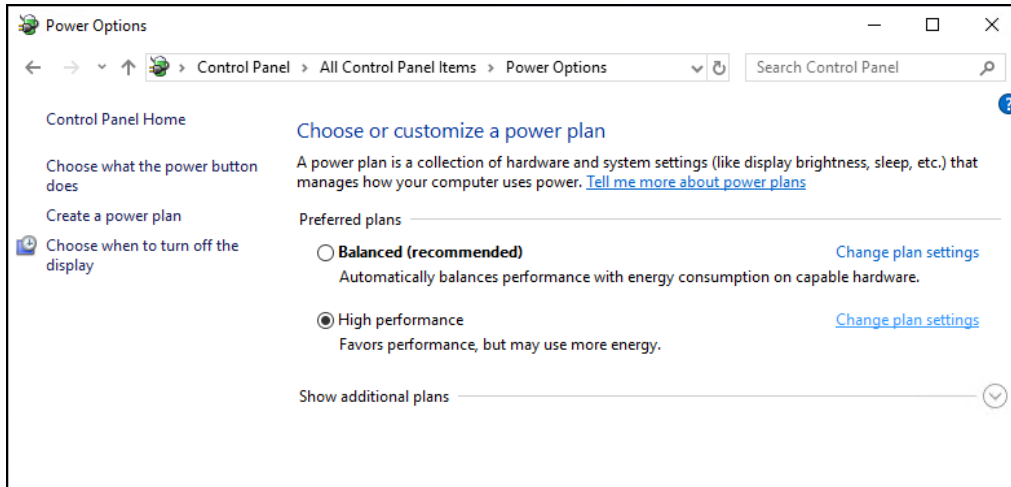 Power Options
Control Panel > All Control Panel Items > Power Options
Search Control Panel
?
Control Panel Home
Choose what the power button
does
Create a power plan
Choose when to turn off the
display
Choose or customize a power plan
A power plan is a collection of hardware and system settings (like display brightness, sleep, etc.) that
manages how your computer uses power. Tell me more about power plans
Preferred plans
Balanced (recommended) Change plan settings
Automatically balances performance with energy consumption on capable hardware.
High performance Change plan settings
Favors performance, but may use more energy.
Show additional plans